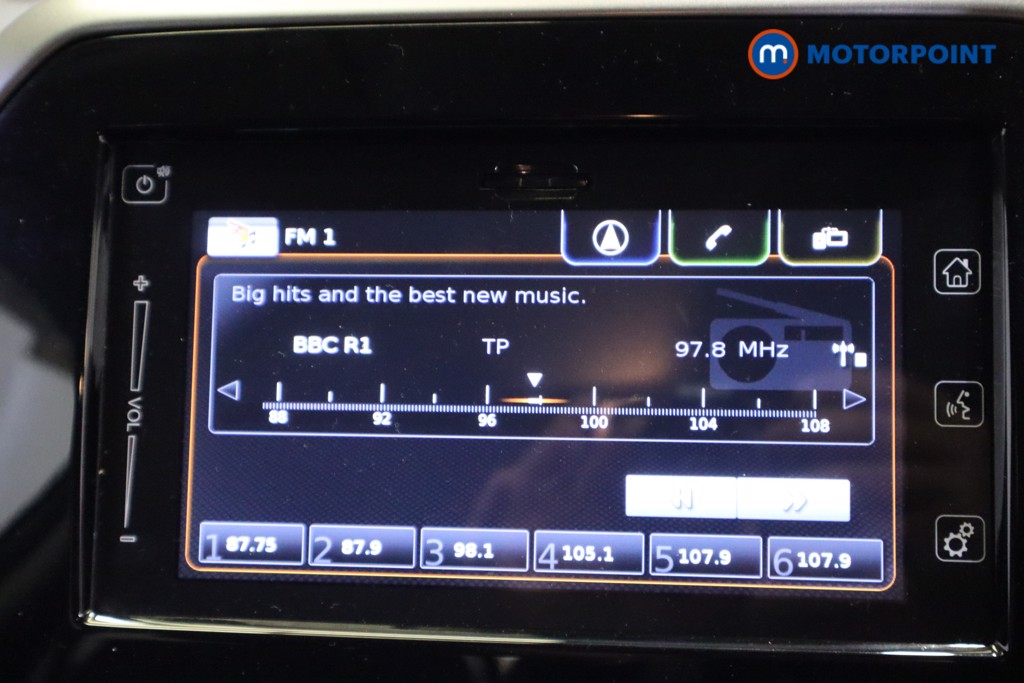 m MOTORPOINT
FM 1
Big hits and the best new music.
BBC R1 TP 97.8 MHz
88 92 96 100 104 108
VOL
1 87.75 2 87.9 3 98.1 4 105.1 5 107.9 6 107.9